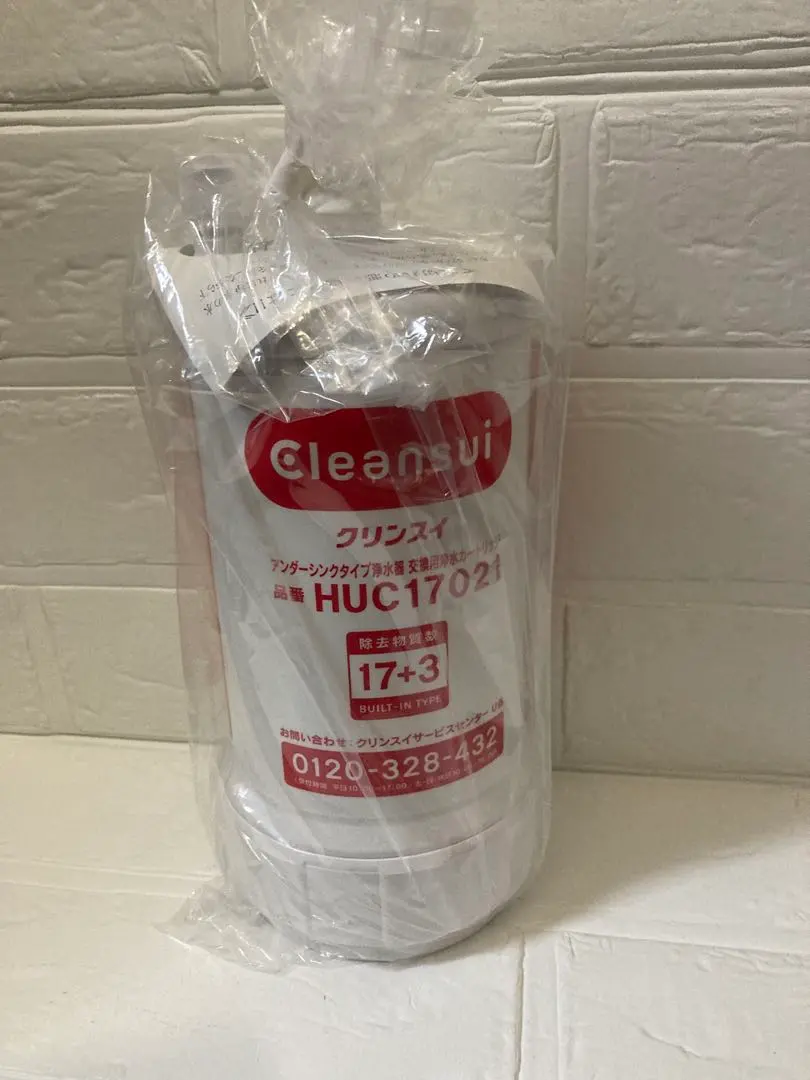 Cleansui
クリンスイ
アンダーシンクタイプ浄水器 交換用浄水カートリッジ
品番 HUC17021
除去物質数
17+3
BUILT-IN TYPE
お問い合わせ:クリンスイサービスセンター
0120-328-432